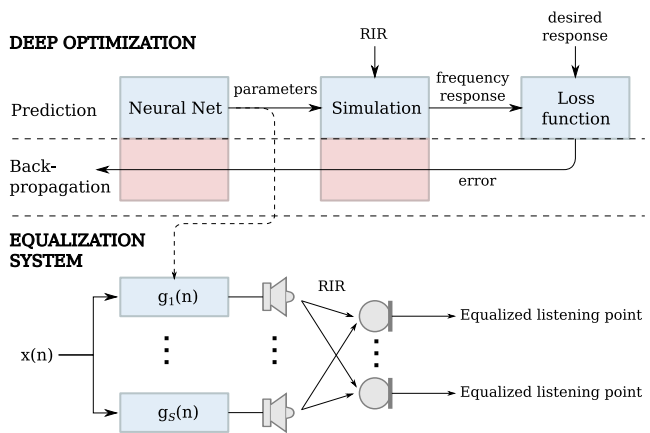 DEEP OPTIMIZATION
RIR
desired
response
Prediction
Neural Net
parameters
Simulation
frequency
response
Loss
function
Back-
propagation
error
EQUALIZATION
SYSTEM
g₁(n)
RIR
Equalized listening point
x(n)
gₛ(n)
Equalized listening point